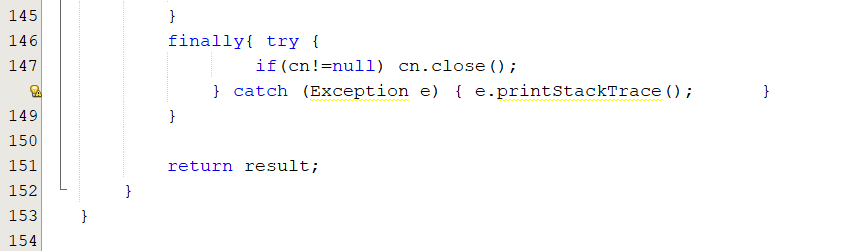 145 }
146 finally{ try {
147 if(cn!=null) cn.close();
} catch (Exception e) { e.printStackTrace(); }
149 }
150
151 return result;
152 }
153 }
154